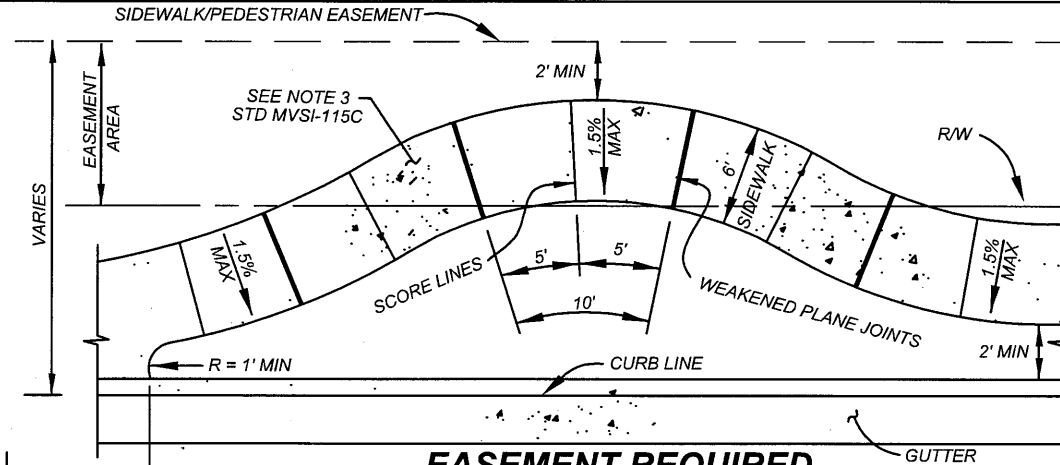 SIDEWALK/PEDESTRIAN EASEMENT
2' MIN
SEE NOTE 3
STD MVSI-115C
EASEMENT
AREA
1.5%
MAX
R/W
6'
SIDEWALK
VARIES
1.5%
MAX
SCORE LINES
5'
5'
10'
WEAKENED PLANE JOINTS
1.5%
MAX
R = 1' MIN
CURB LINE
2' MIN
GUTTER
EASEMENT REQUIRED